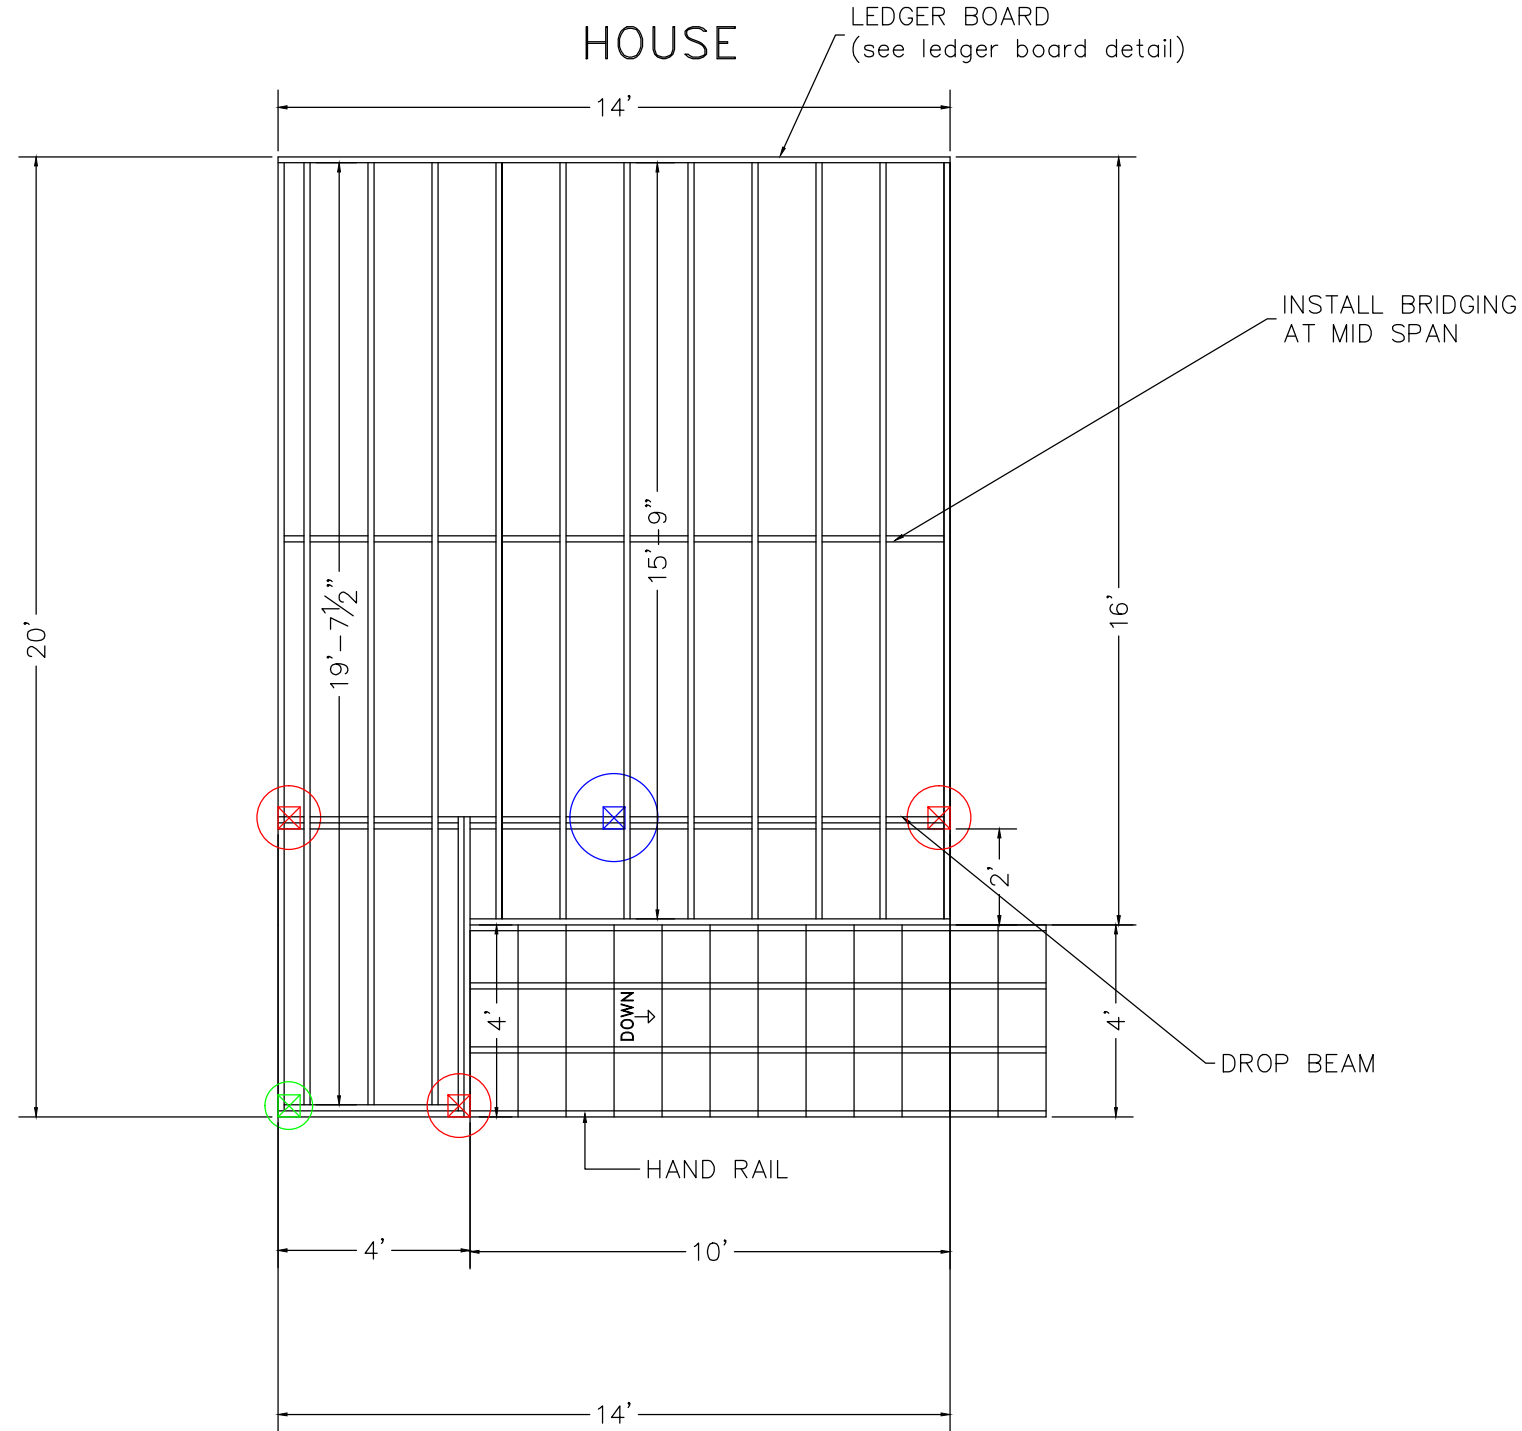 HOUSE
LEDGER BOARD
(see ledger board detail)
14'
INSTALL BRIDGING
AT MID SPAN
15'-9"
19'-7½"
20'
16'
2'
DOWN
4'
4'
DROP BEAM
HAND RAIL
4'
10'
14'